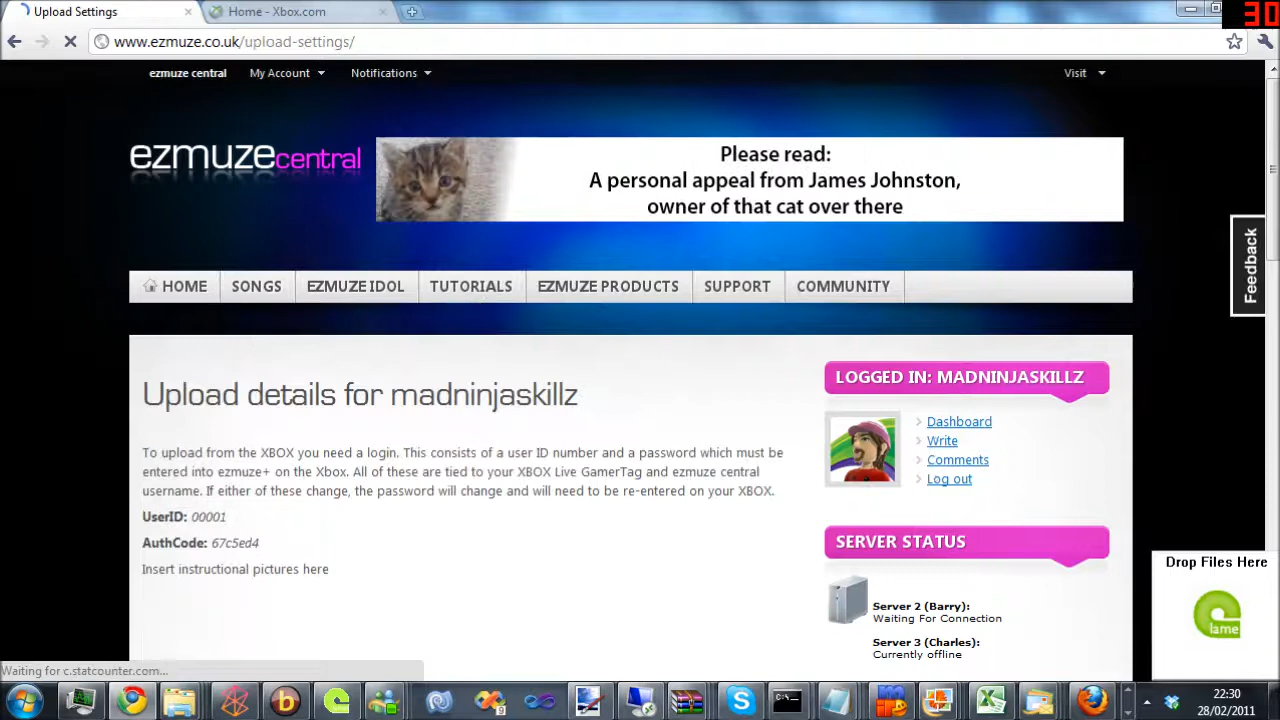 Upload Settings
Home - Xbox.com
30
www.ezmuze.co.uk/upload-settings/
ezmuze central
My Account
Notifications
Visit
ezmuzecentral
Please read:
A personal appeal from James Johnston,
owner of that cat over there
Feedback
HOME
SONGS
EZMUZE IDOL
TUTORIALS
EZMUZE PRODUCTS
SUPPORT
COMMUNITY
Upload details for madninjaskillz
To upload from the XBOX you need a login. This consists of a user ID number and a password which must be
entered into ezmuze+ on the Xbox. All of these are tied to your XBOX Live GamerTag and ezmuze central
username. If either of these change, the password will change and will need to be re-entered on your XBOX.
UserID: 00001
AuthCode: 67c5ed4
Insert instructional pictures here
LOGGED IN: MADNINJASKILLZ
Dashboard
Write
Comments
Log out
SERVER STATUS
Server 2 (Barry):
Waiting For Connection
Server 3 (Charles):
Currently offline
Drop Files Here
lame
Waiting for c.statcounter.com...
22:30
28/02/2011